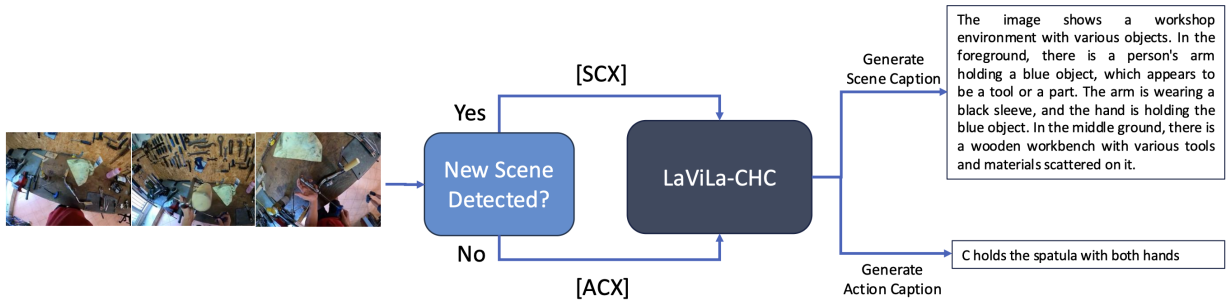 [SCX]
Yes
New Scene
Detected?
No
[ACX]
LaViLa-CHC
Generate
Scene Caption
The image shows a workshop
environment with various objects. In the
foreground, there is a person's arm
holding a blue object, which appears to
be a tool or a part. The arm is wearing a
black sleeve, and the hand is holding the
blue object. In the middle ground, there is
a wooden workbench with various tools
and materials scattered on it.
Generate
Action Caption
C holds the spatula with both hands